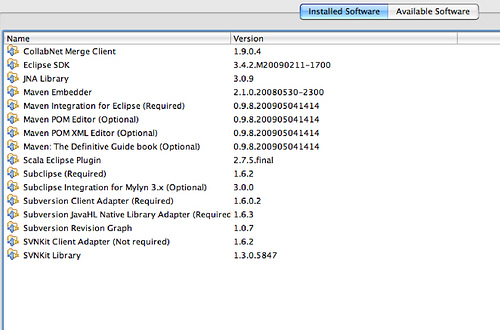 Installed Software Available Software
Name Version
CollabNet Merge Client 1.9.0.4
Eclipse SDK 3.4.2.M20090211-1700
JNA Library 3.0.9
Maven Embedder 2.1.0.20080530-2300
Maven Integration for Eclipse (Required) 0.9.8.200905041414
Maven POM Editor (Optional) 0.9.8.200905041414
Maven POM XML Editor (Optional) 0.9.8.200905041414
Maven: The Definitive Guide book (Optional) 0.9.8.200905041414
Scala Eclipse Plugin 2.7.5.final
Subclipse (Required) 1.6.2
Subclipse Integration for Mylyn 3.x (Optional) 3.0.0
Subversion Client Adapter (Required) 1.6.0.2
Subversion JavaHL Native Library Adapter (Required 1.6.3
Subversion Revision Graph 1.0.7
SVNKit Client Adapter (Not required) 1.6.2
SVNKit Library 1.3.0.5847